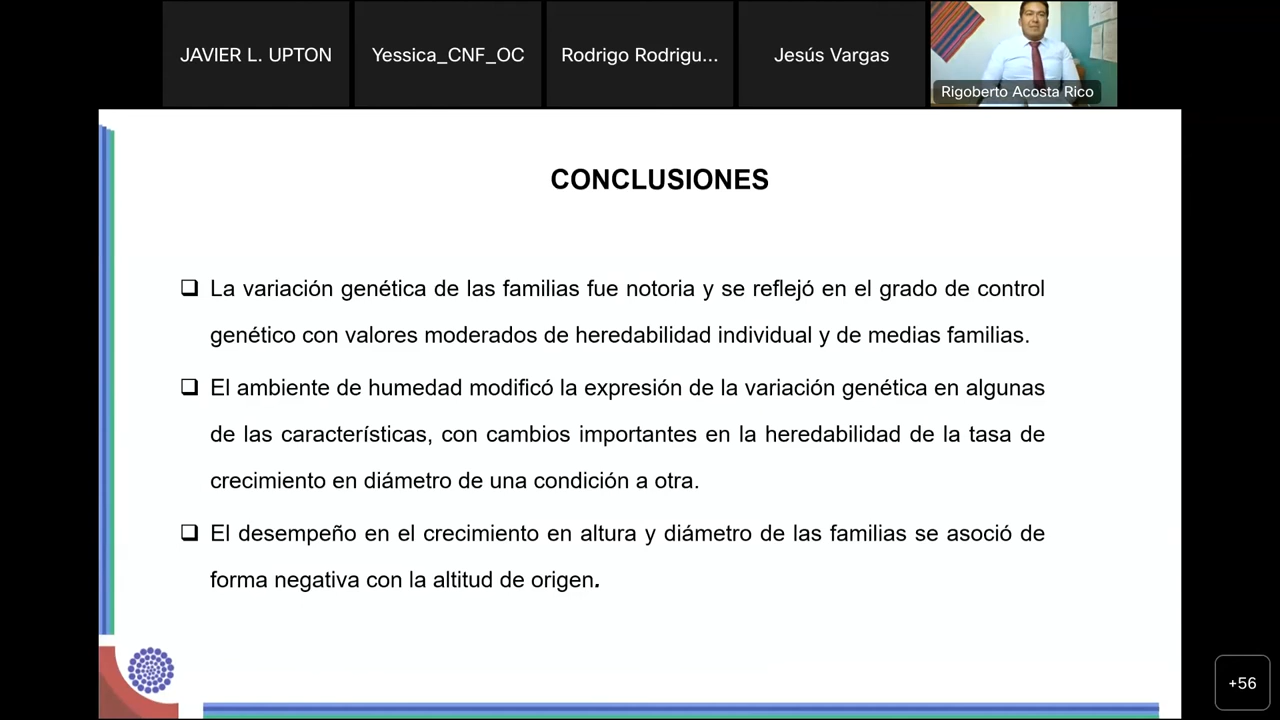 JAVIER L. UPTON
Yessica_CNF_OC
Rodrigo Rodrigu...
Jesús Vargas
Rigoberto Acosta Rico
CONCLUSIONES
❑ La variación genética de las familias fue notoria y se reflejó en el grado de control
genético con valores moderados de heredabilidad individual y de medias familias.
❑ El ambiente de humedad modificó la expresión de la variación genética en algunas
de las características, con cambios importantes en la heredabilidad de la tasa de
crecimiento en diámetro de una condición a otra.
❑ El desempeño en el crecimiento en altura y diámetro de las familias se asoció de
forma negativa con la altitud de origen.
+56